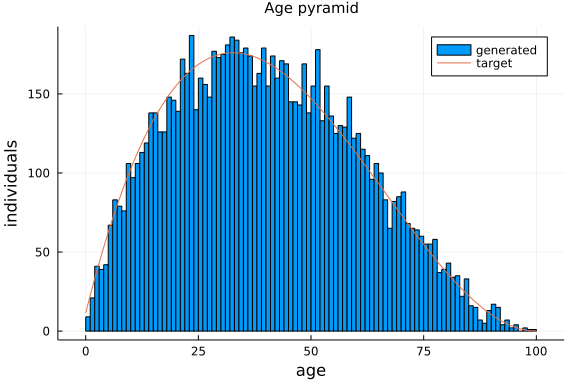 Age pyramid
generated
target
individuals
150
100
50
0
0 25 50 75 100
age